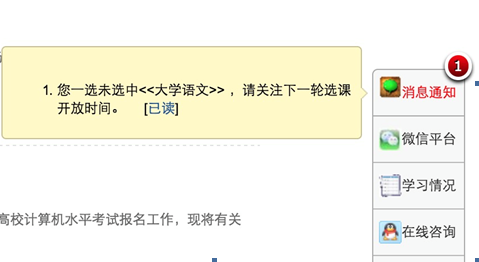 1
1. 您一选未选中<<大学语文>> ，请关注下一轮选课
开放时间。 [已读]
消息通知
微信平台
学习情况
在线咨询
高校计算机水平考试报名工作，现将有关